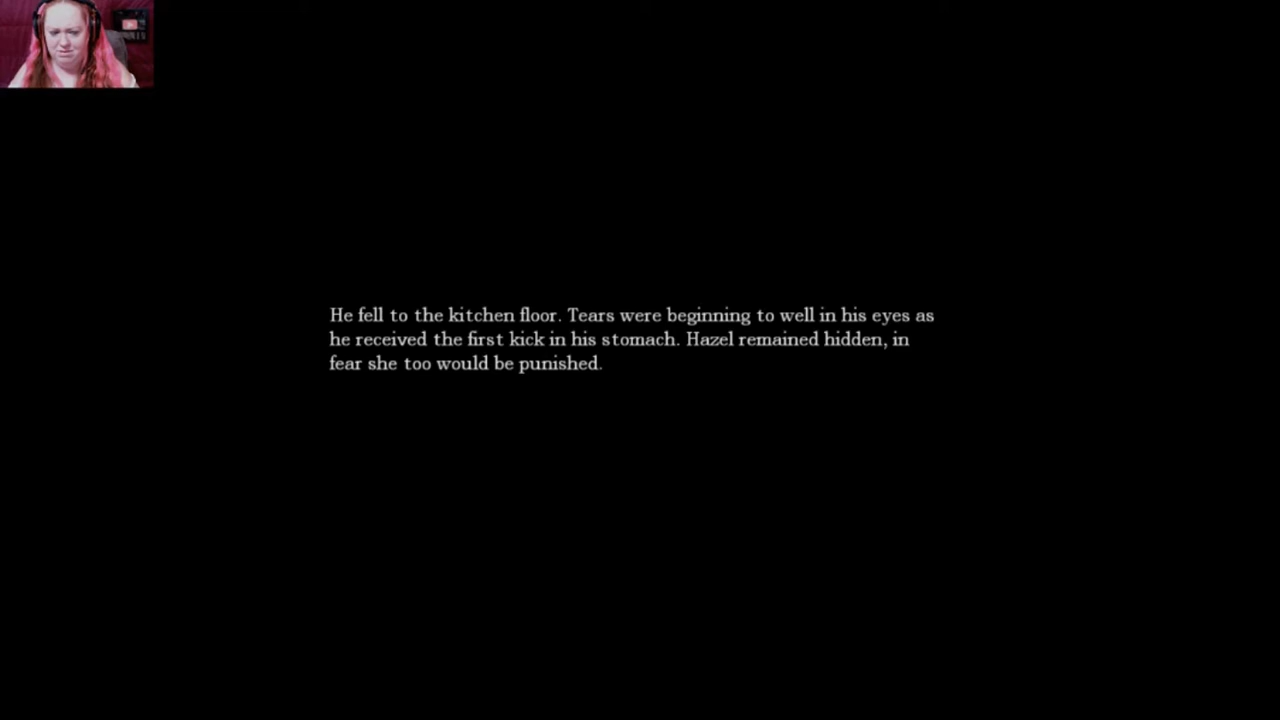 He fell to the kitchen floor. Tears were beginning to well in his eyes as
he received the first kick in his stomach. Hazel remained hidden, in
fear she too would be punished.